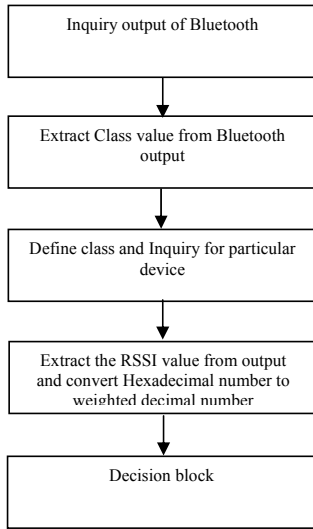 Inquiry output of Bluetooth
Extract Class value from Bluetooth
output
Define class and Inquiry for particular
device
Extract the RSSI value from output
and convert Hexadecimal number to
weighted decimal number
Decision block